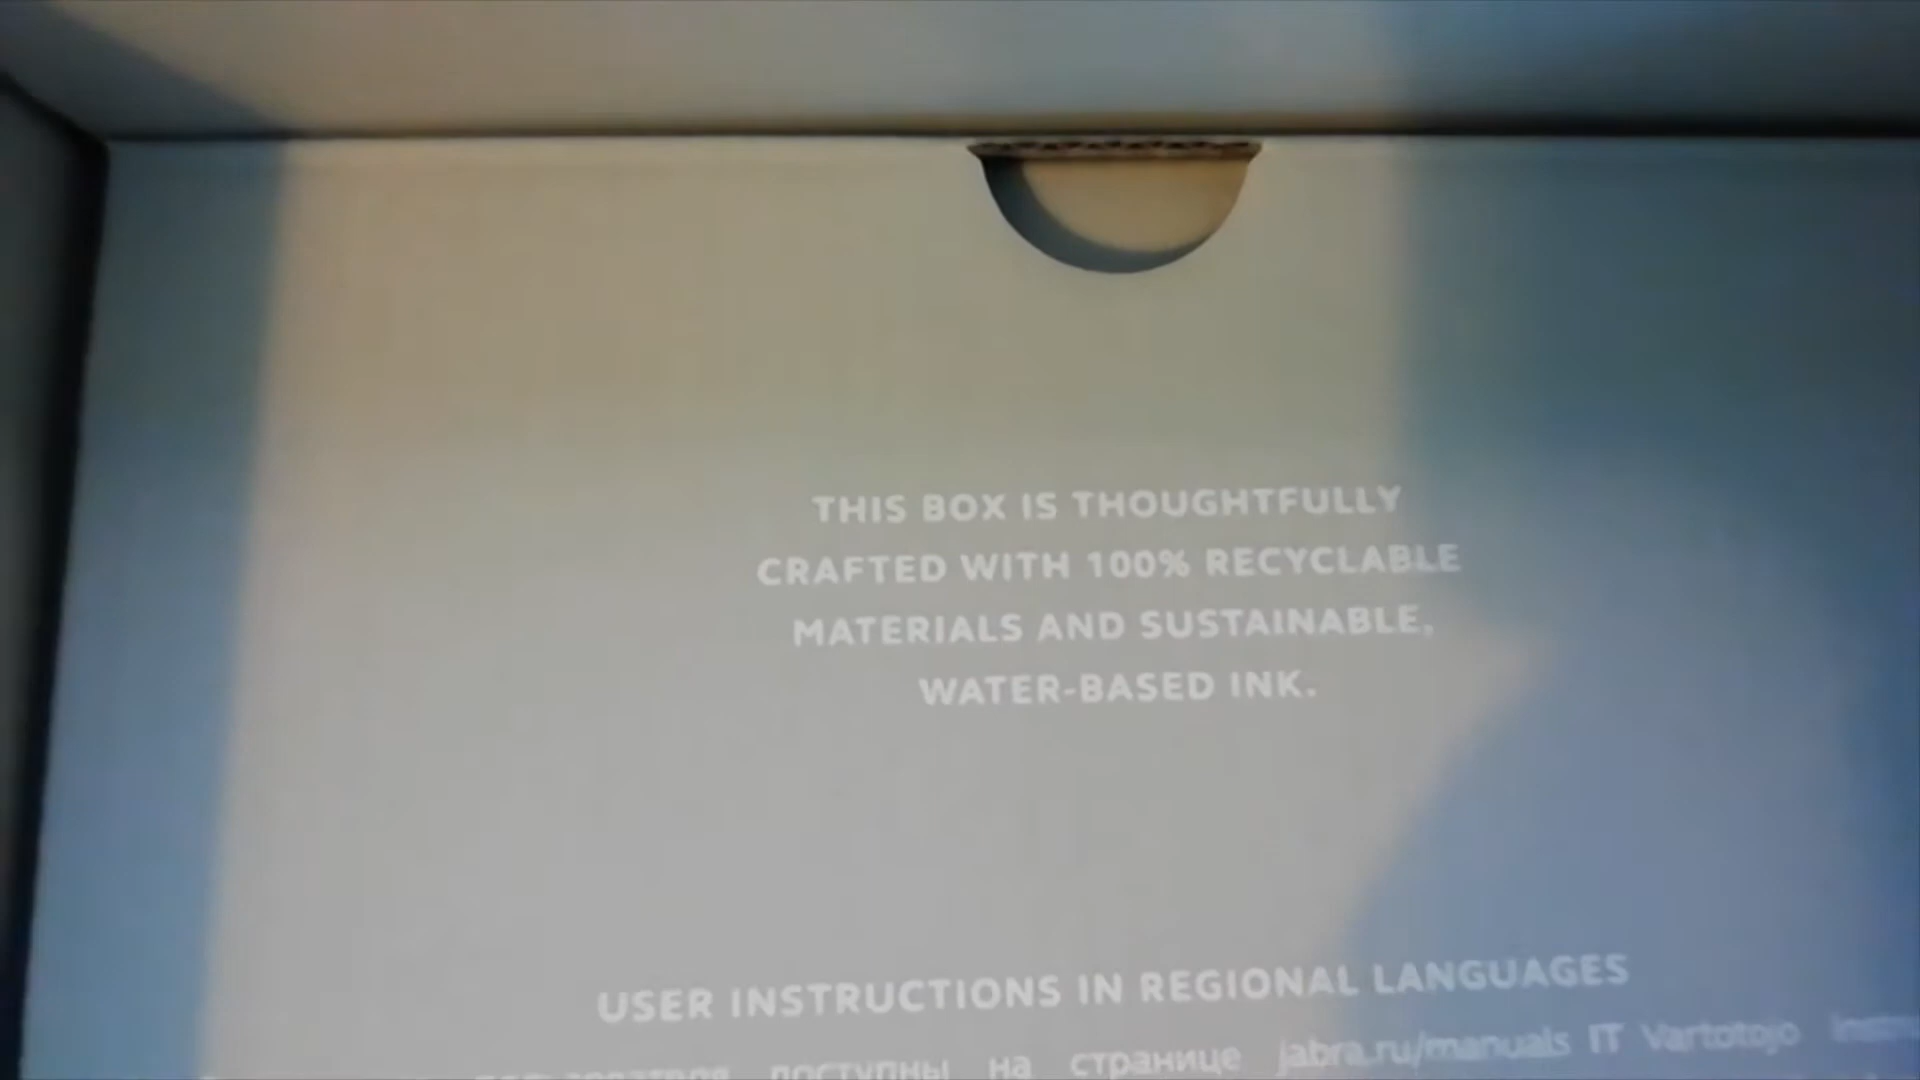 THIS BOX IS THOUGHTFULLY
CRAFTED WITH 100% RECYCLABLE
MATERIALS AND SUSTAINABLE,
WATER-BASED INK.
USER INSTRUCTIONS IN REGIONAL LANGUAGES
доступны на странице jabra.ru/manuals IT Vartotojo